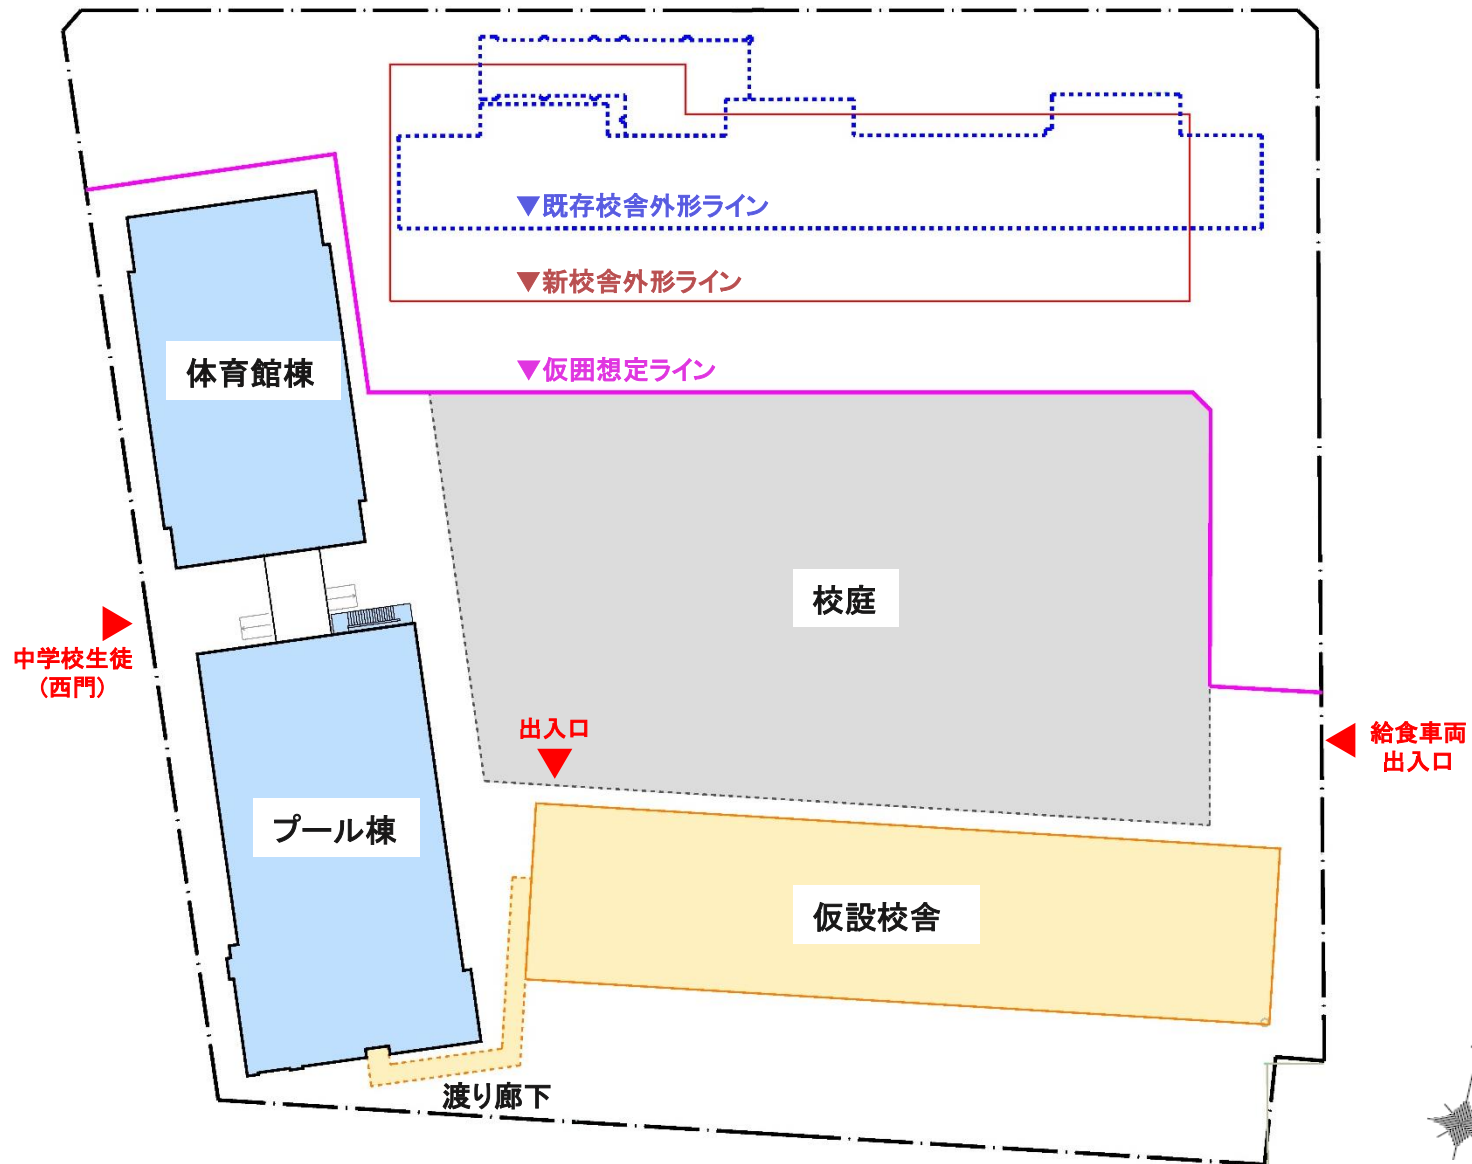 ▼既存校舎外形ライン
▼新校舎外形ライン
▼仮囲想定ライン
体育館棟
校庭
中学校生徒
(西門)
出入口
給食車両
出入口
プール棟
仮設校舎
渡り廊下